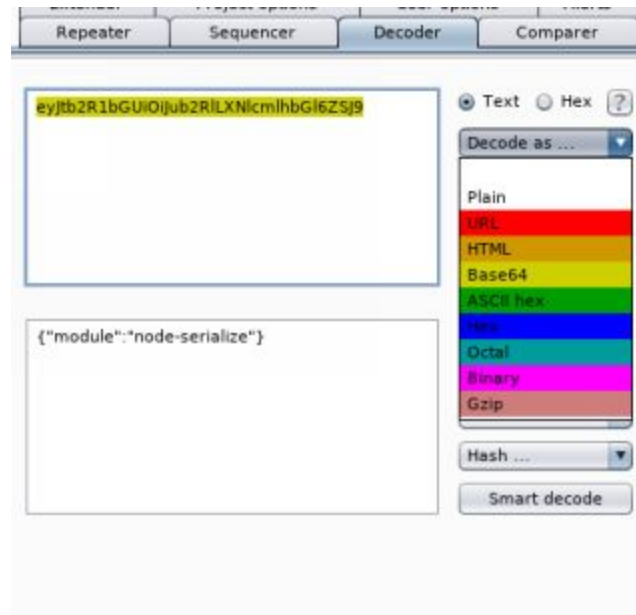 Repeater Sequencer Decoder Comparer
eyJtb2R1bGUiOiJub2RlLXNlcmlhbGl6ZSJ9
Text Hex ?
Decode as ...
Plain
URL
HTML
Base64
ASCII hex
Hex
Octal
Binary
Gzip
{"module":"node-serialize"}
Hash ...
Smart decode